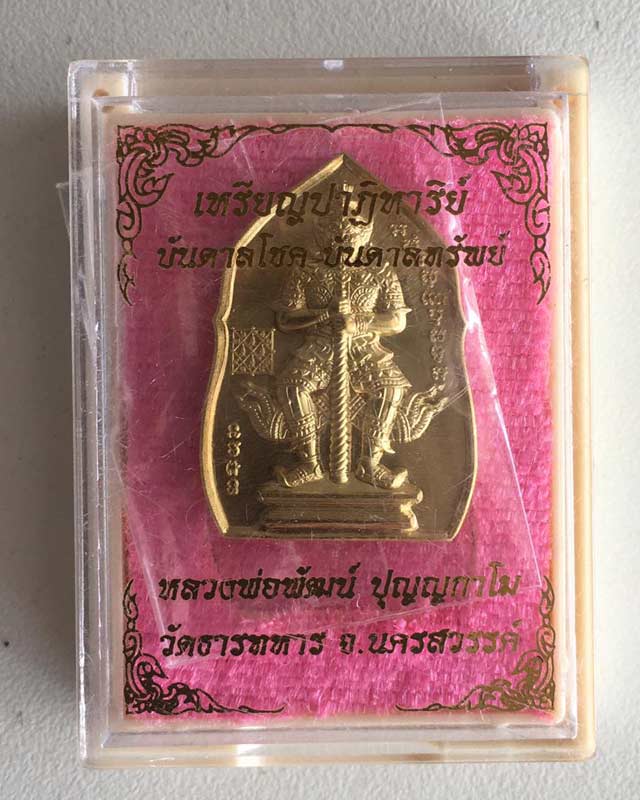 เหรียญปาฏิหาริย์
บันดาลโชค บันดาลทรัพย์
หลวงพ่อพัฒน์ ปุญญกาโม
วัดธารทหาร จ.นครสวรรค์